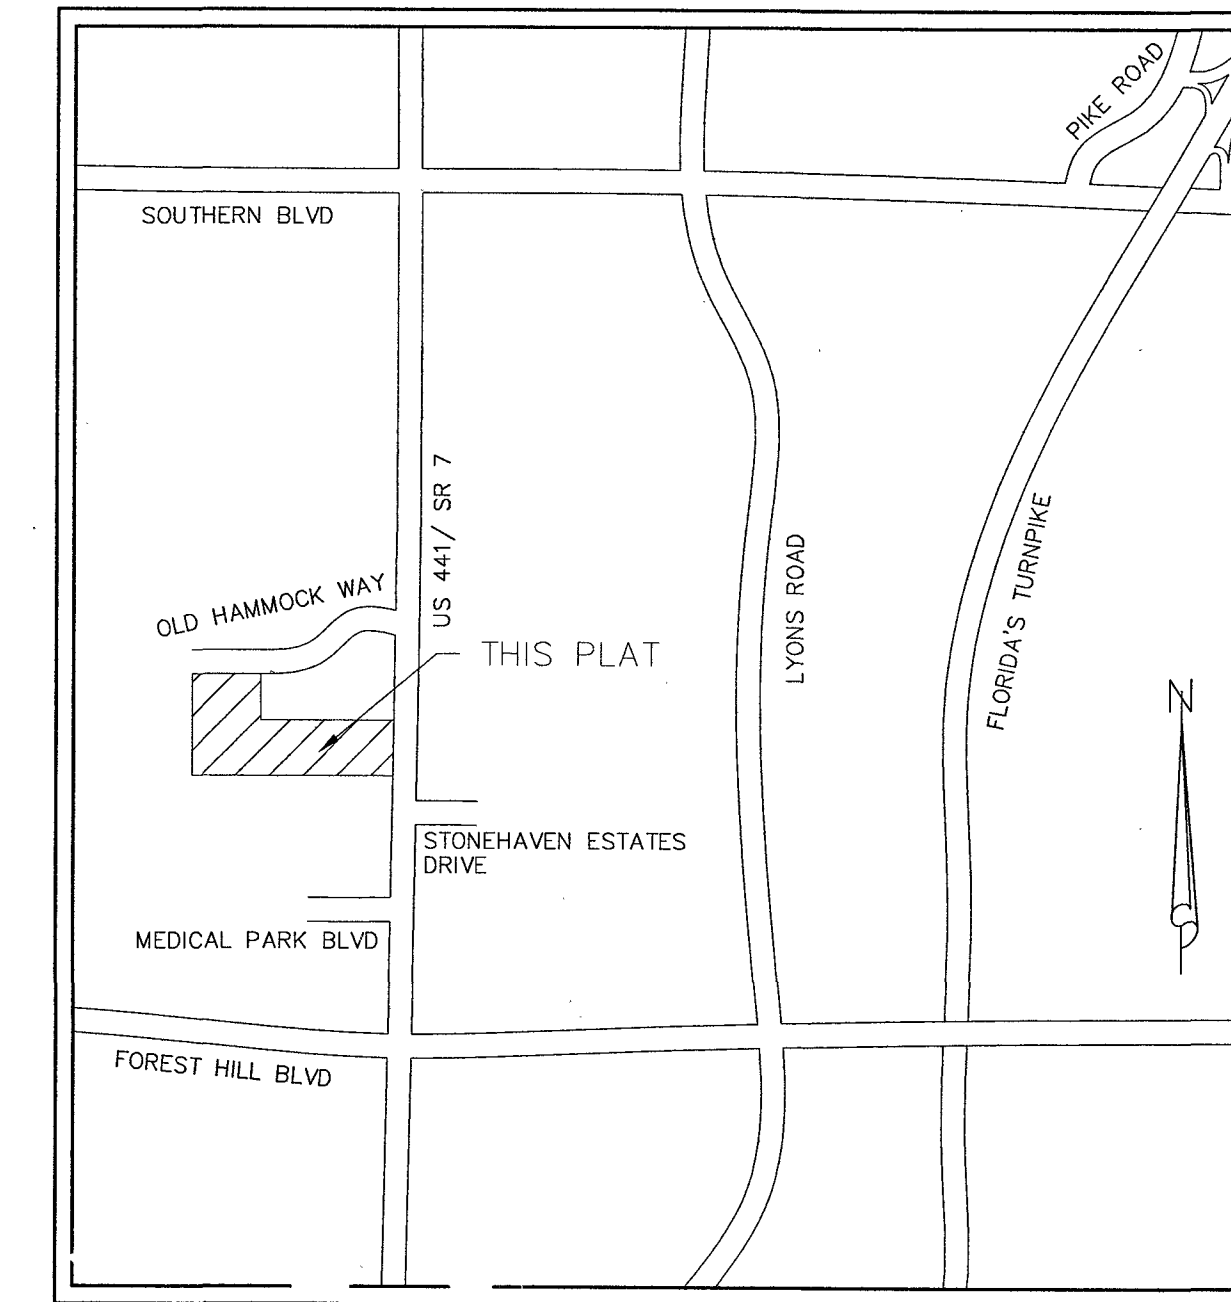 PIKE ROAD
SOUTHERN BLVD
US 441/ SR 7
OLD HAMMOCK WAY
THIS PLAT
LYONS ROAD
FLORIDA'S TURNPIKE
N
STONEHAVEN ESTATES
DRIVE
MEDICAL PARK BLVD
FOREST HILL BLVD